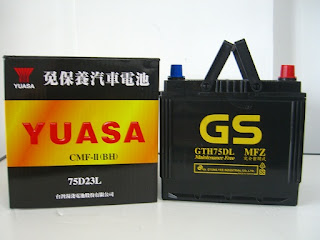 YUASA
免保養汽車電池
YUASA
CMF-II(BH)
75D23L
台灣湯淺電池股份有限公司
GS
GTH75DL MFZ
Maintenance Free